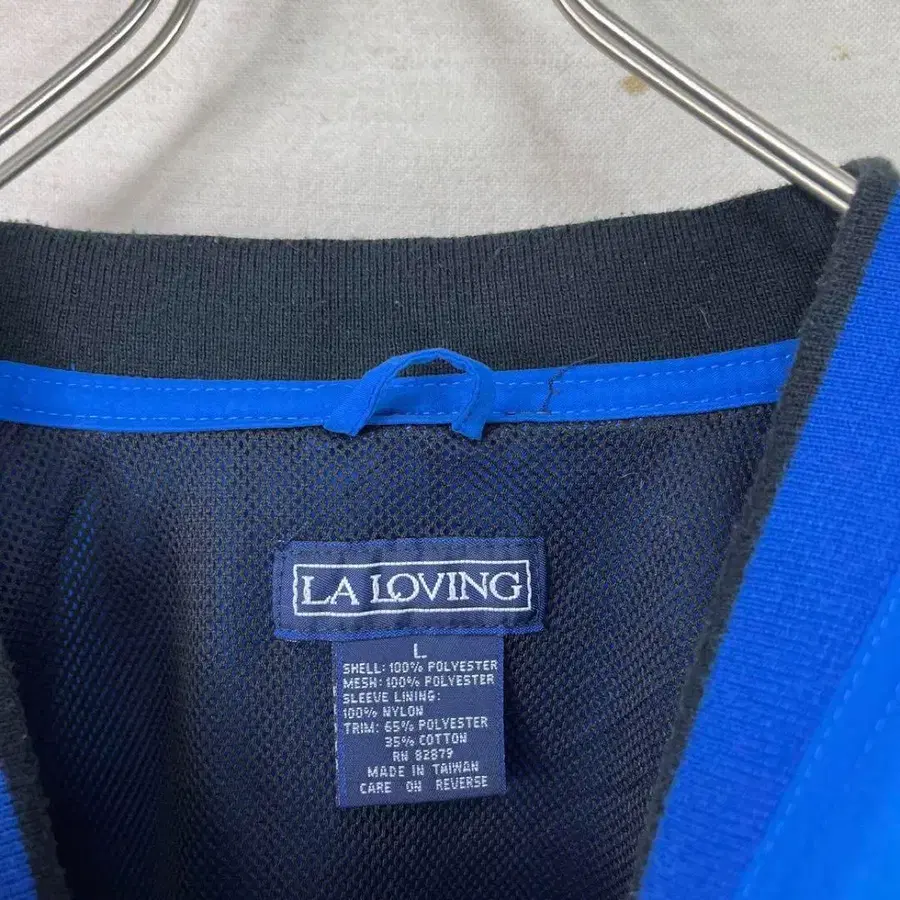 LA LOVING
L
SHELL: 100% POLYESTER
MESH: 100% POLYESTER
SLEEVE LINING:
100% NYLON
TRIM: 65% POLYESTER
35% COTTON
RN 82879
MADE IN TAIWAN
CARE ON REVERSE